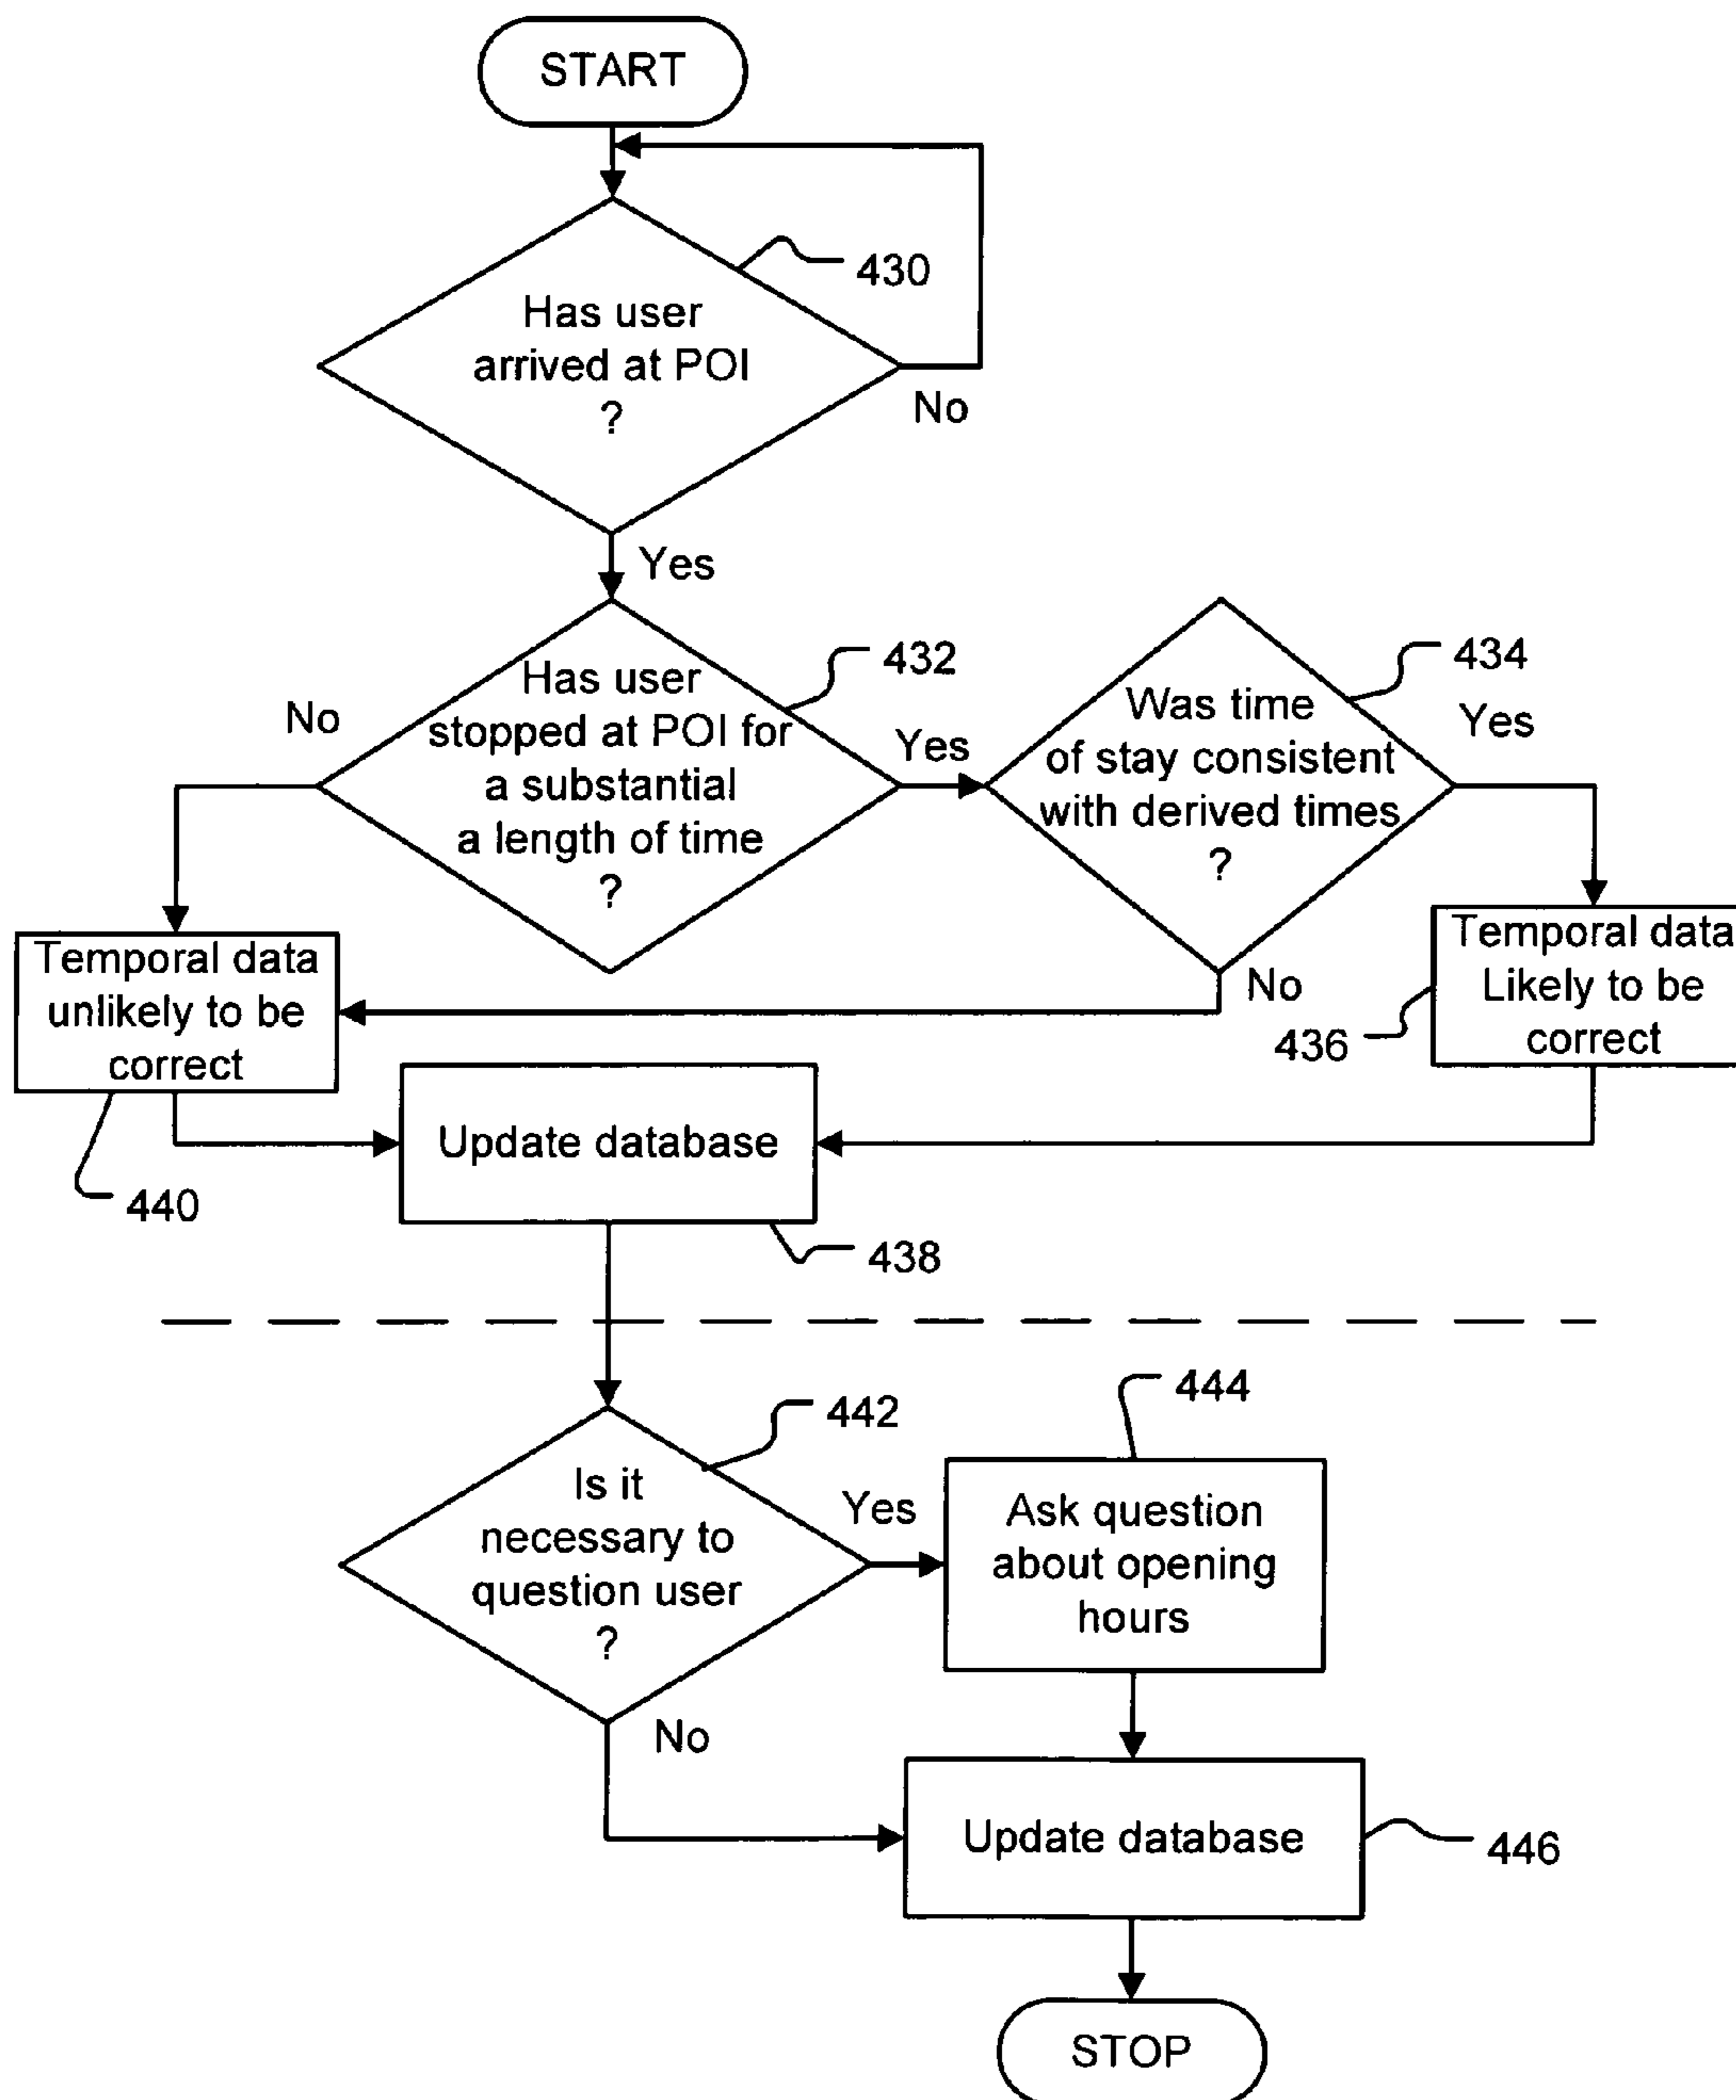 START
430
Has user
arrived at POI
?
No
Yes
432
Has user
stopped at POI for
a substantial
a length of time
?
No
Yes
434
Was time
of stay consistent
with derived times
?
Yes
No
Temporal data
unlikely to be
correct
440
Temporal data
Likely to be
correct
436
Update database
438
442
Is it
necessary to
question user
?
Yes
No
444
Ask question
about opening
hours
Update database
446
STOP